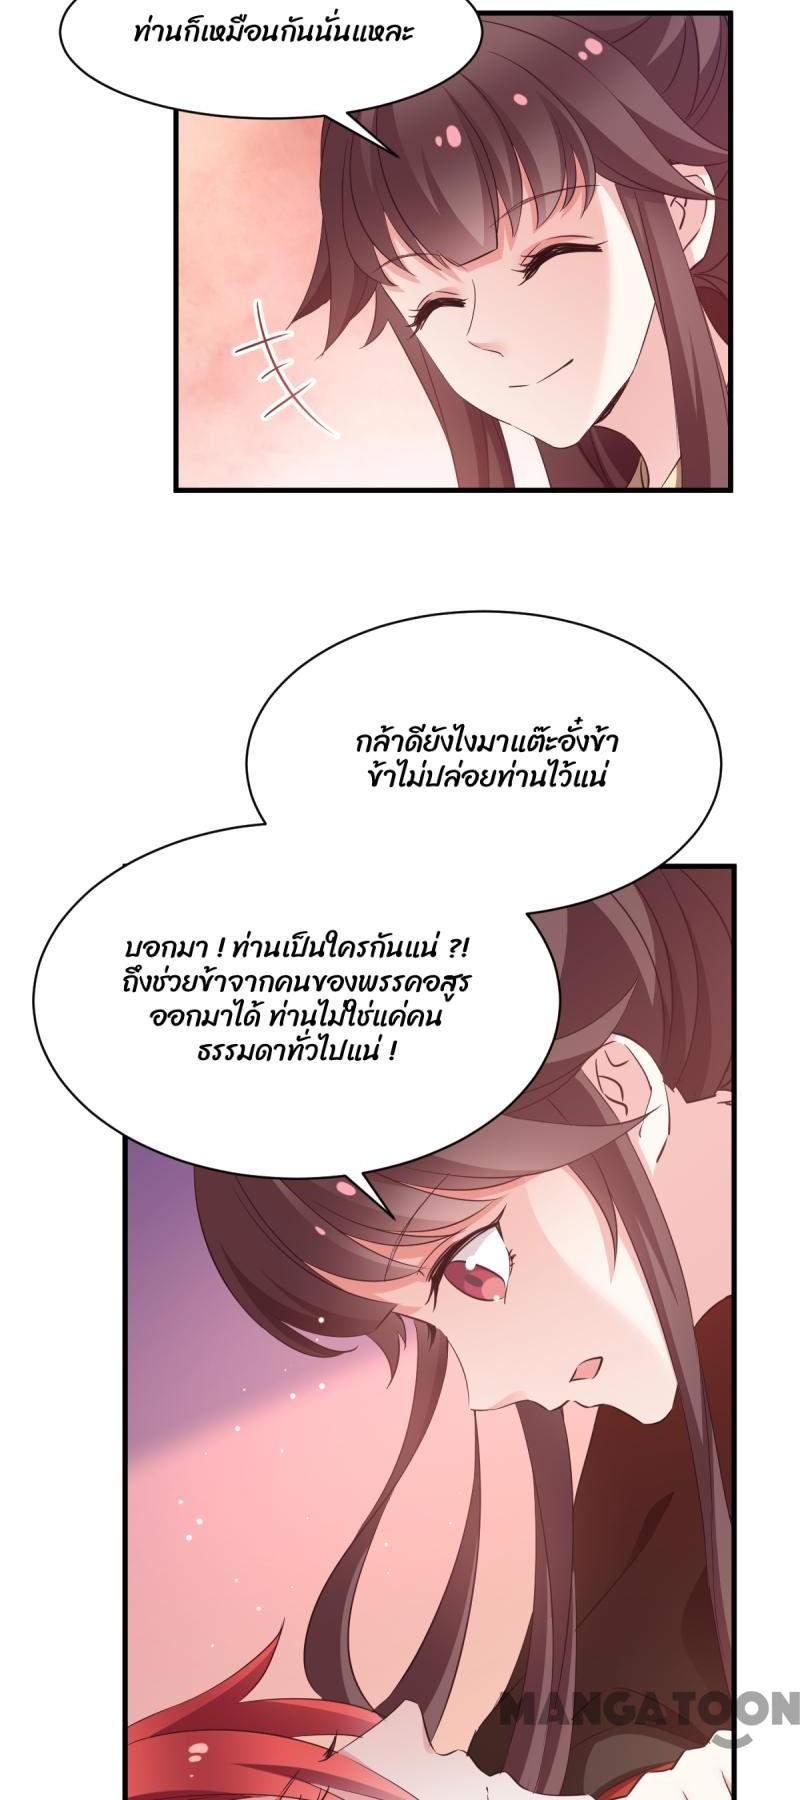 ท่านก็เหมือนกันนั่นแหละ
กล้าดียังไงมาแต๊ะอั๋งข้า
ข้าไม่ปล่อยท่านไว้แน่
บอกมา ! ท่านเป็นใครกันแน่ ?!
ถึงช่วยข้าจากคนของพรรคอสูร
ออกมาได้ ท่านไม่ใช่แค่คน
ธรรมดาทั่วไปแน่ !
MANGATOON